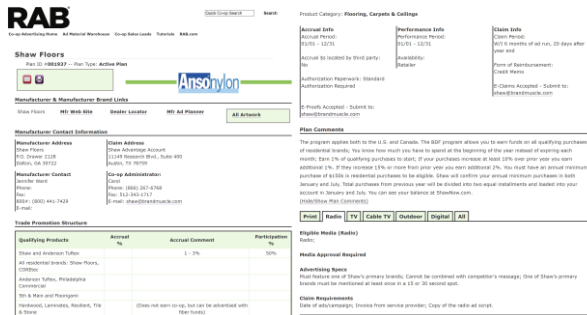 RAB
Quick Co-op Search
Search
Co-op Advertising Home Ad Material Warehouse Co-op Sales Leads Tutorials RAB.com
Shaw Floors
Plan ID #001937 -- Plan Type: Active Plan
Ansonylon
Manufacturer & Manufacturer Brand Links
Shaw Floors Mfr Web Site Dealer Locator Mfr Ad Planner All Artwork
Manufacturer Contact Information
Manufacturer Address
Shaw Floors
P.O. Drawer 2128
Dalton, GA 30722
Manufacturer Contact
Jennifer Ward
Phone:
Fax:
800#: (800) 441-7429
E-mail:
Claim Address
Shaw Advantage Account
11149 Research Blvd., Suite 400
Austin, TX 78759
Co-op Administrator:
Carol
Phone: (866) 267-6768
Fax: 512-343-1717
E-mail: shaw@brandmuscle.com
Trade Promotion Structure
Qualifying Products Accrual % Accrual Comment Participation %
Shaw and Anderson Tuftex 1 - 3% 50%
All residential brands: Shaw Floors,
COREtec
Anderson Tuftex, Philadelphia
Commercial
5th & Main and Floorigami
Hardwood, Laminates, Resilient, Tile
& Stone
(Does not earn co-op, but can be advertised with
fiber funds)
Product Category: Flooring, Carpets & Ceilings
Accrual Info
Accrual Period:
01/01 - 12/31
Accrual to located by third party:
No
Authorization Paperwork: Standard
Authorization Required
E-Proofs Accepted - Submit to:
shaw@brandmuscle.com
Performance Info
Performance Period:
01/01 - 12/31
Availability:
Retailer
Claim Info
Claim Period:
W/I 6 months of ad run, 20 days after
year end
Form of Reimbursement:
Credit Memo
E-Claims Accepted - Submit to:
shaw@brandmuscle.com
Plan Comments
The program applies both to the U.S. and Canada. The BDF program allows you to earn funds on all qualifying purchases
of residential brands; You know how much you have to spend at the beginning of the year instead of enjoying each
month; Earn 1% of qualifying purchases to start; If your purchases increase at least 10% over prior year you earn
additional 1%. If they increase 15% or more from prior year you earn additional 2%. You must have an annual minimum
purchase of $150k is residential purchases to be eligible. Shaw will confirm your annual minimum purchases in both
January and July. Total purchases from previous year will be divided into two equal installments and loaded into your
account in January and July. You can see your balance at ShawNow.com.
(Hide/Show Plan Comments)
Print Radio TV Cable TV Outdoor Digital All
Eligible Media (Radio)
Radio;
Media Approval Required
Advertising Specs
Must feature one of Shaw's primary brands; Cannot be combined with competitor's message; One of Shaw's primary
brands must be mentioned at least once in a 15 or 30 second spot.
Claim Requirements
Date of ads/campaign; Invoice from service provider; Copy of the radio ad script.